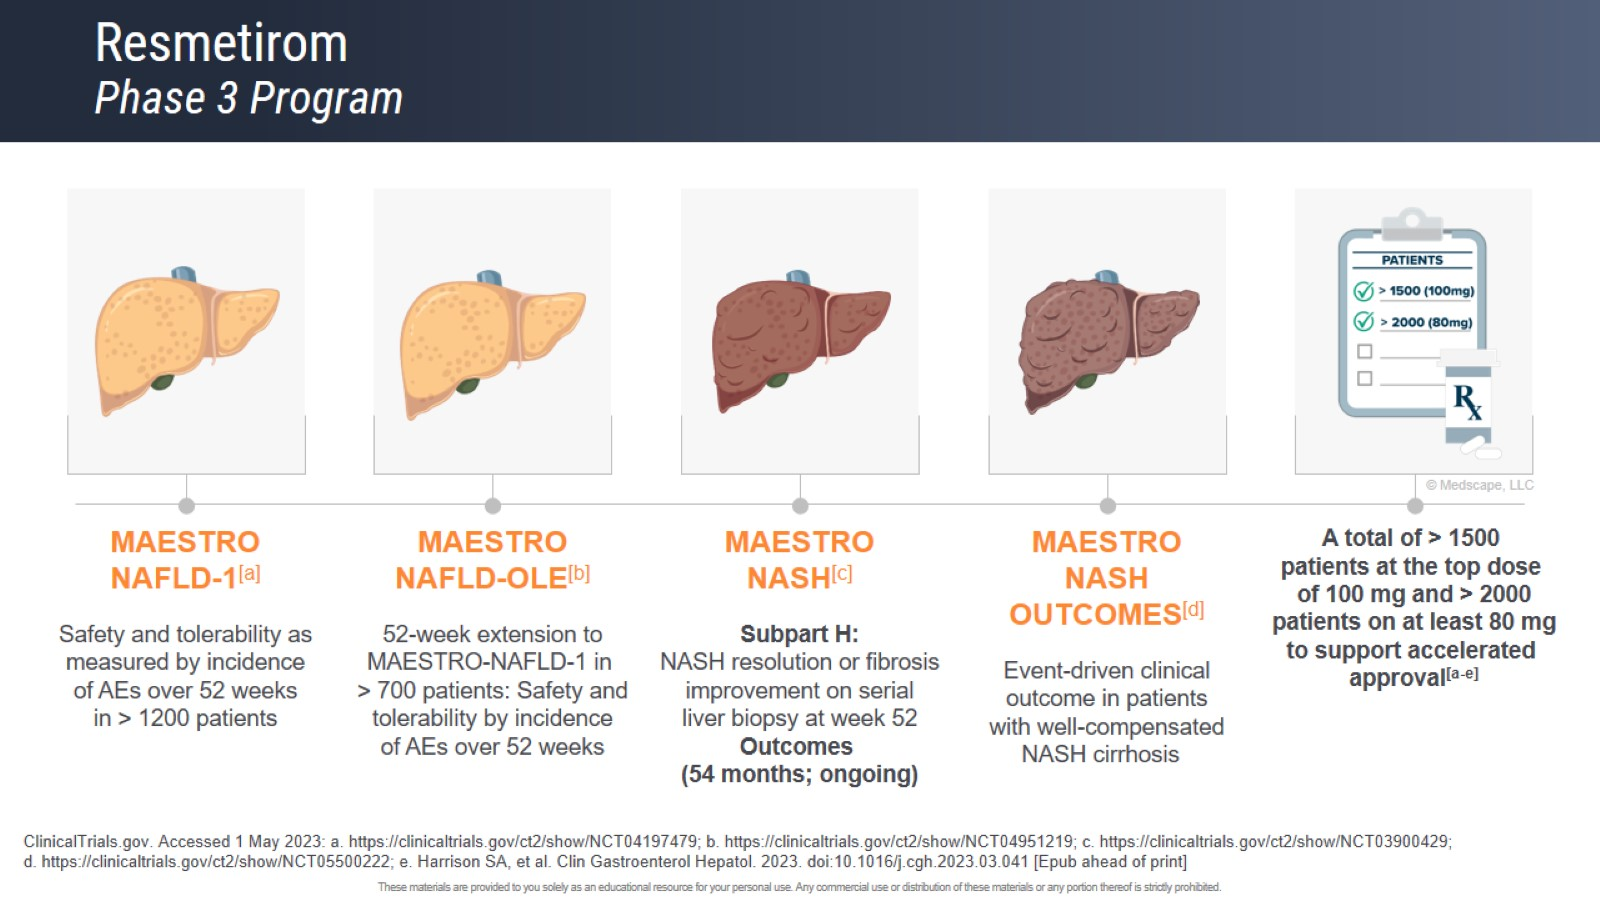 Resmetirom
Phase 3 Program
PATIENTS
> 1500 (100mg)
> 2000 (80mg)
Rx
© Medscape, LLC
MAESTRO
NAFLD-1[a]
Safety and tolerability as
measured by incidence
of AEs over 52 weeks
in > 1200 patients
MAESTRO
NAFLD-OLE[b]
52-week extension to
MAESTRO-NAFLD-1 in
> 700 patients: Safety and
tolerability by incidence
of AEs over 52 weeks
MAESTRO
NASH[c]
Subpart H:
NASH resolution or fibrosis
improvement on serial
liver biopsy at week 52
Outcomes
(54 months; ongoing)
MAESTRO
NASH
OUTCOMES[d]
Event-driven clinical
outcome in patients
with well-compensated
NASH cirrhosis
A total of > 1500
patients at the top dose
of 100 mg and > 2000
patients on at least 80 mg
to support accelerated
approval[a-e]
ClinicalTrials.gov. Accessed 1 May 2023: a. https://clinicaltrials.gov/ct2/show/NCT04197479; b. https://clinicaltrials.gov/ct2/show/NCT04951219; c. https://clinicaltrials.gov/ct2/show/NCT03900429;
d. https://clinicaltrials.gov/ct2/show/NCT05500222; e. Harrison SA, et al. Clin Gastroenterol Hepatol. 2023. doi:10.1016/j.cgh.2023.03.041 [Epub ahead of print]
These materials are provided to you solely as an educational resource for your personal use. Any commercial use or distribution of these materials or any portion thereof is strictly prohibited.